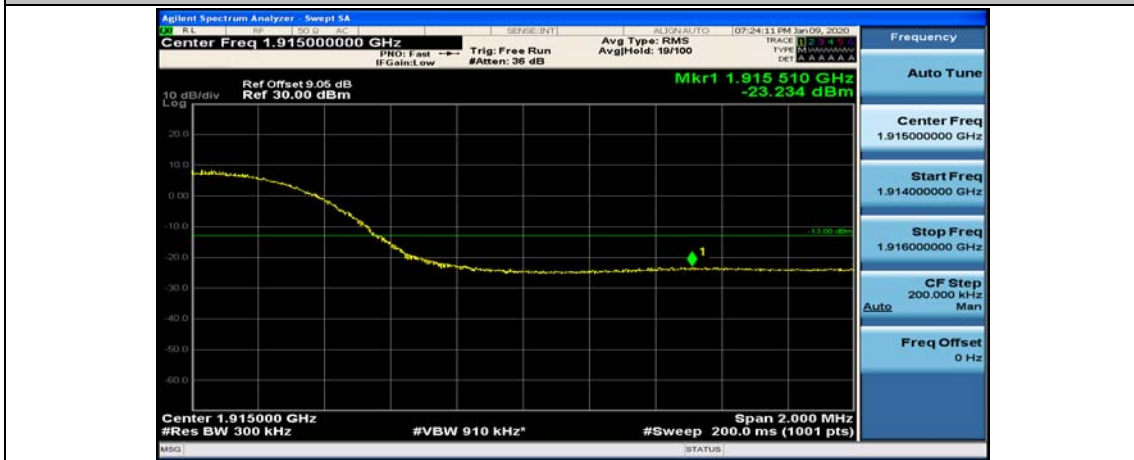 Agilent Spectrum Analyzer - Swept SA
RL RF 50 Ω AC SENSE:INT ALIGN AUTO 07:24:11 PM Jan 09, 2020
Center Freq 1.915000000 GHz
PNO: Fast
IFGain:Low
Trig: Free Run
#Atten: 36 dB
Avg Type: RMS
Avg|Hold: 19/100
TRACE 1 2 3 4 5 6
TYPE M
DET A A A A A A
Frequency
Auto Tune
Center Freq
1.915000000 GHz
Start Freq
1.914000000 GHz
Stop Freq
1.916000000 GHz
CF Step
200.000 kHz
Auto Man
Freq Offset
0 Hz
Mkr1 1.915 510 GHz
-23.234 dBm
Ref Offset 9.05 dB
10 dB/div Ref 30.00 dBm
Log
20.0
10.0
0.00
-10.0
-13.00 dBm
1
-20.0
-30.0
-40.0
-50.0
-60.0
Center 1.915000 GHz Span 2.000 MHz
#Res BW 300 kHz #VBW 910 kHz* #Sweep 200.0 ms (1001 pts)
MSG STATUS